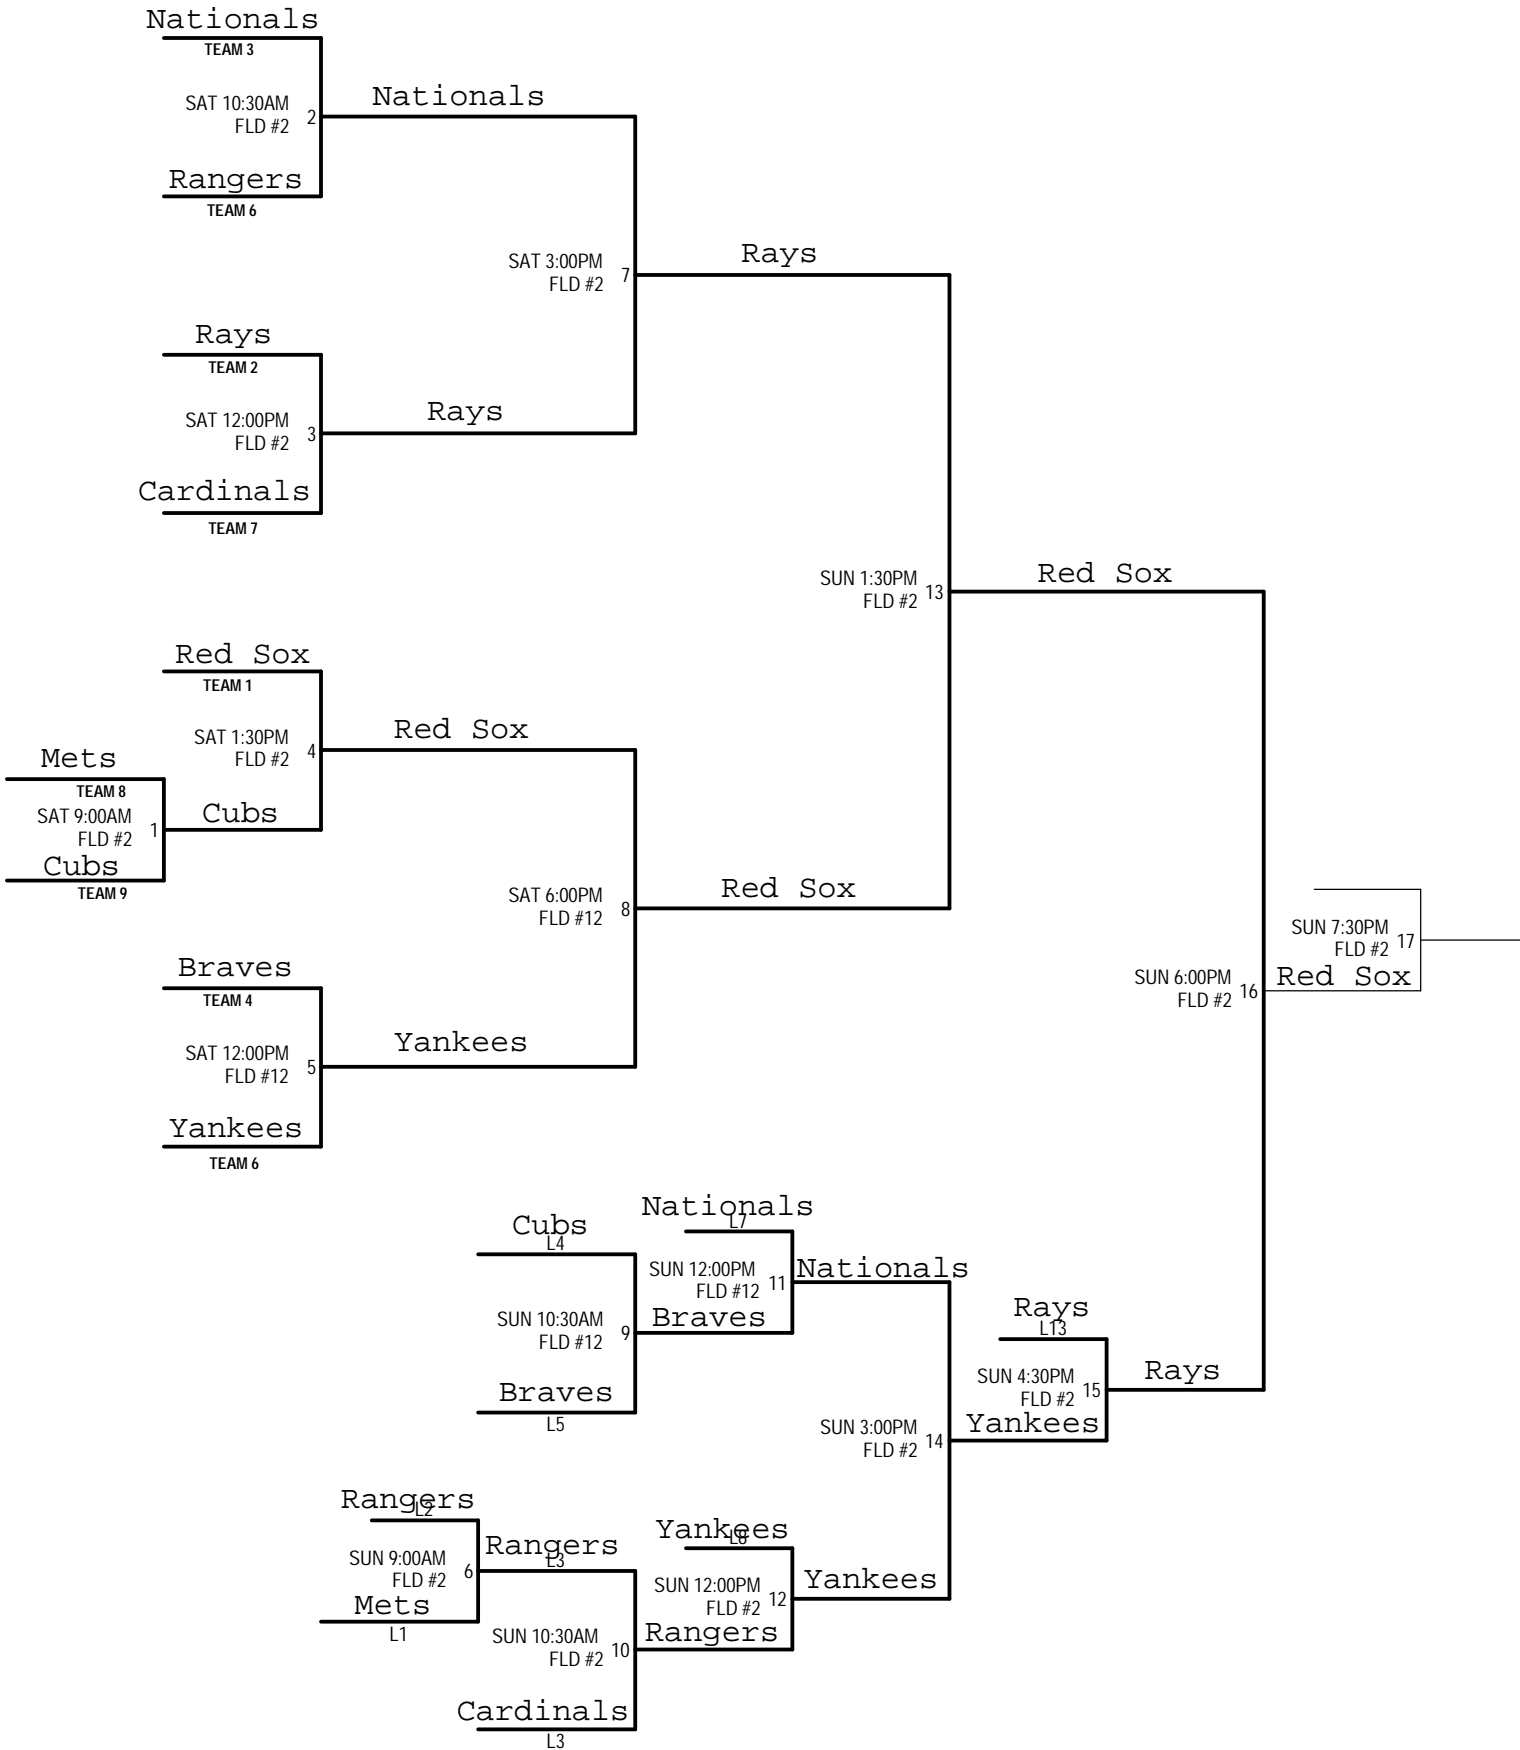 Nationals
TEAM 3
SAT 10:30AM
FLD #2
2
Nationals
Rangers
TEAM 6
SAT 3:00PM
FLD #2
7
Rays
Rays
TEAM 2
SAT 12:00PM
FLD #2
3
Rays
Cardinals
TEAM 7
SUN 1:30PM
FLD #2
13
Red Sox
Red Sox
TEAM 1
SAT 1:30PM
FLD #2
4
Red Sox
Mets
TEAM 8
SAT 9:00AM
FLD #2
1
Cubs
Cubs
TEAM 9
SAT 6:00PM
FLD #12
8
Red Sox
SUN 7:30PM
FLD #2
17
Braves
TEAM 4
SUN 6:00PM
FLD #2
16
Red Sox
SAT 12:00PM
FLD #12
5
Yankees
Yankees
TEAM 6
Cubs
L4
Nationals
L7
SUN 12:00PM
FLD #12
11
Nationals
SUN 10:30AM
FLD #12
9
Braves
Braves
L5
Rays
L13
SUN 4:30PM
FLD #2
15
Rays
SUN 3:00PM
FLD #2
14
Yankees
Rangers
L2
SUN 9:00AM
FLD #2
6
Rangers
L3
Mets
L1
Yankees
L8
SUN 12:00PM
FLD #2
12
Yankees
SUN 10:30AM
FLD #2
10
Rangers
Cardinals
L3